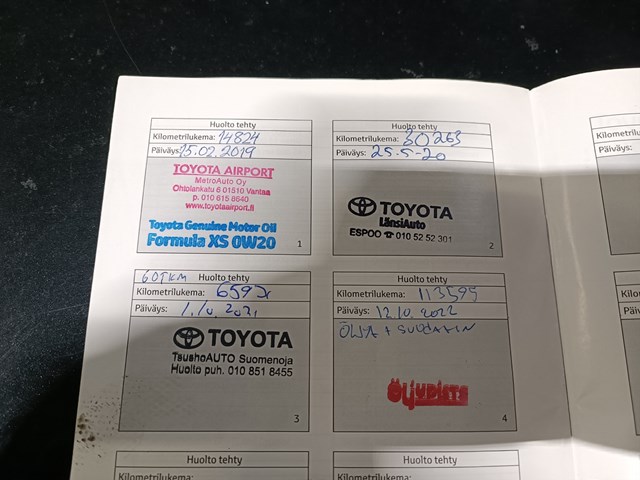 Huolto tehty
Kilometrilukema: 14824
Päiväys: 15.02.2019
TOYOTA AIRPORT
MetroAuto Oy
Ohtolankatu 6 01510 Vantaa
p. 010 615 8640
www.toyotaairport.fi
Toyota Genuine Motor Oil
Formula XS 0W20
1
Huolto tehty
Kilometrilukema: 30263
Päiväys: 25-5-20
TOYOTA
LänsiAuto
ESPOO ☎ 010 52 52 301
2
60TKM Huolto tehty
Kilometrilukema:
Päiväys: 1.10.2021
TOYOTA
TsushoAUTO Suomenoja
Huolto puh. 010 851 8455
3
Huolto tehty
Kilometrilukema: 113599
Päiväys: 12.10.2022
ÖLJY + SUODATIN
4
Huolto tehty
Kilometrilukema:
Huolto tehty
Kilometrilukema: